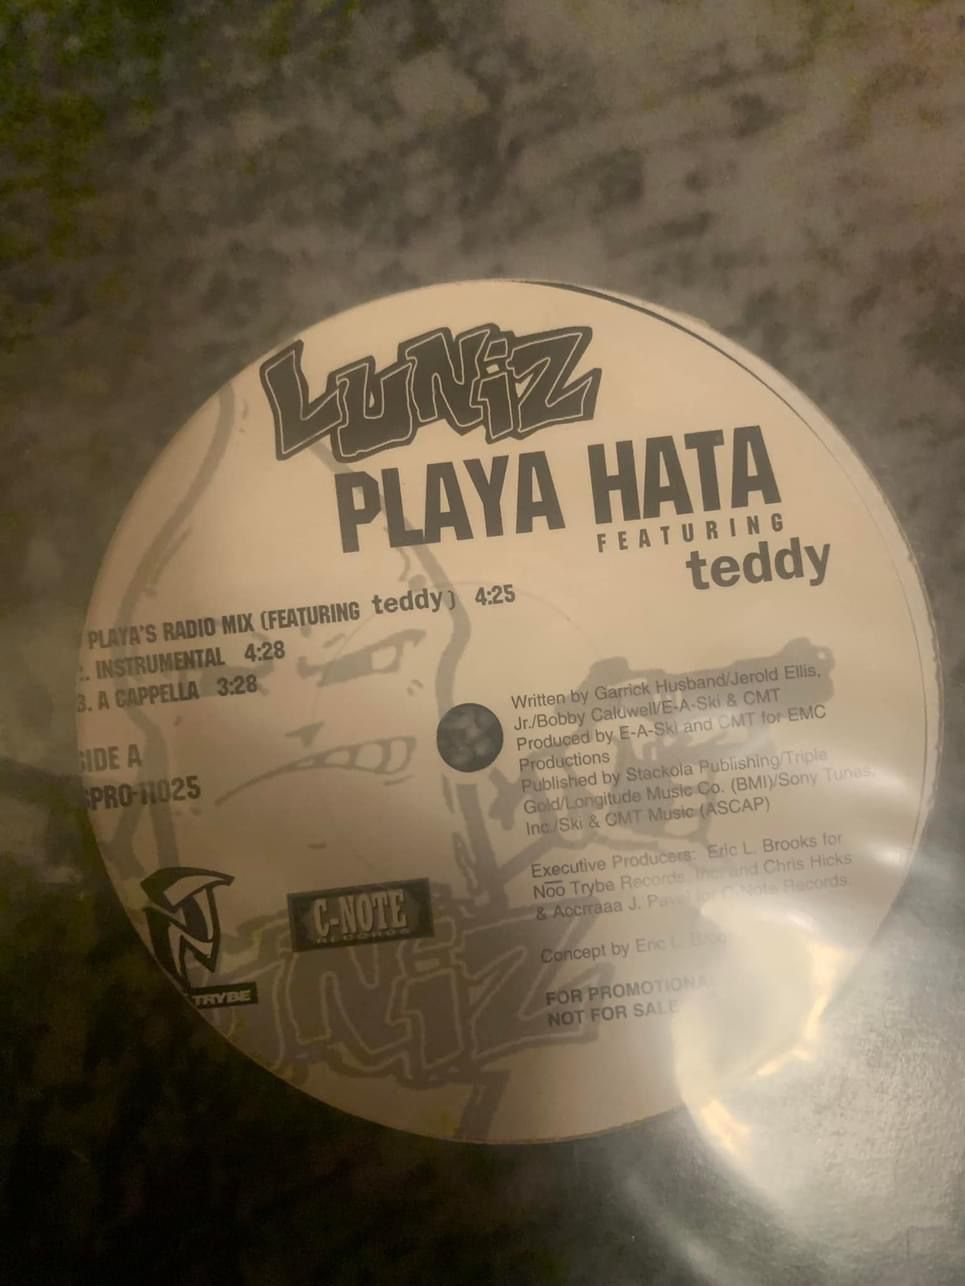 LUNiZ
PLAYA HATA
FEATURING
teddy
PLAYA'S RADIO MIX (FEATURING teddy) 4:25
INSTRUMENTAL 4:28
3. A CAPPELLA 3:28
SIDE A
SPRO-11025
Written by Garrick Husband/Jerold Ellis,
Jr./Bobby Caldwell/E-A-Ski & CMT
Produced by E-A-Ski and CMT for EMC
Productions
Published by Stackola Publishing/Triple
Gold/Longitude Music Co. (BMI)/Sony Tunes,
Inc./Ski & CMT Music (ASCAP)
Executive Producers: Eric L. Brooks for
Noo Trybe Records, Inc. and Chris Hicks
& Accrraaa J. Pave for C-Note Records.
Concept by Eric L. Broo
FOR PROMOTIONA
NOT FOR SALE
C-NOTE
RECORDS
TRYBE
NiZ